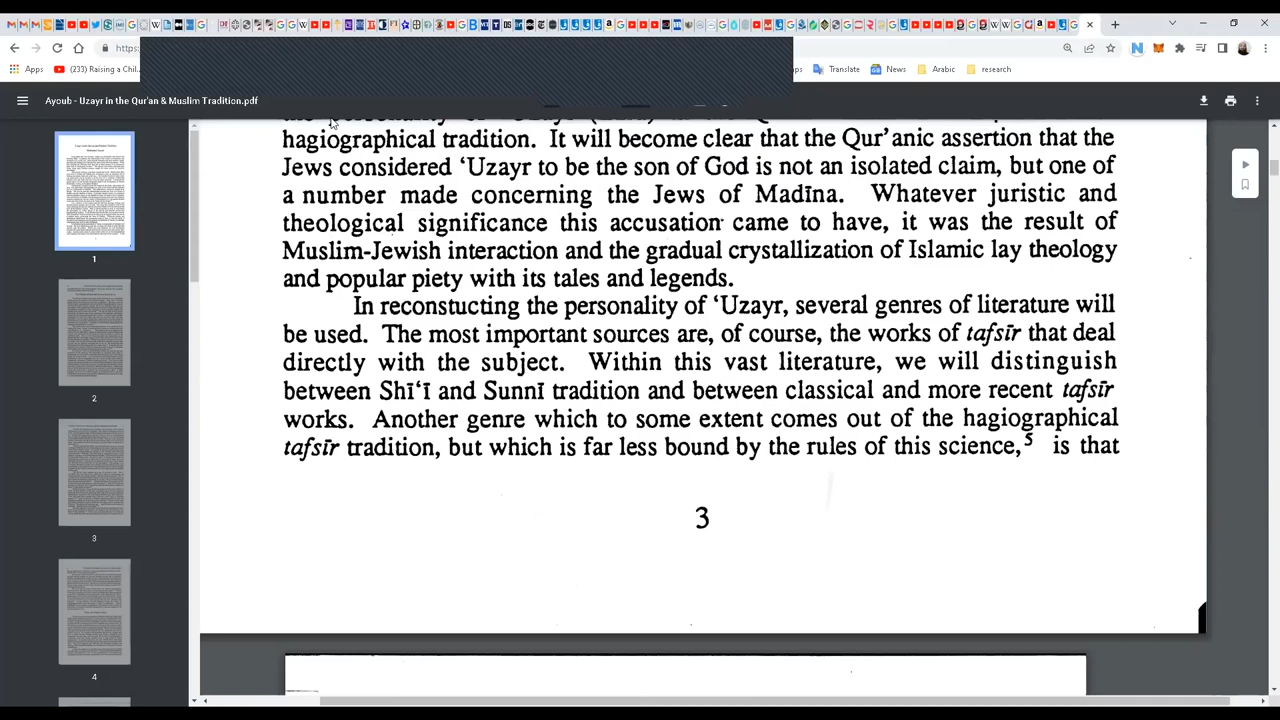 https:
Apps
(233) Raising a Chil...
aps
Translate
News
Arabic
research
Ayoub - Uzayr in the Qur'an & Muslim Tradition.pdf
hagiographical tradition. It will become clear that the Qur'anic assertion that the
Jews considered 'Uzayr to be the son of God is not an isolated claim, but one of
a number made concerning the Jews of Madīna. Whatever juristic and
theological significance this accusation came to have, it was the result of
Muslim-Jewish interaction and the gradual crystallization of Islamic lay theology
and popular piety with its tales and legends.
In reconstucting the personality of 'Uzayr, several genres of literature will
be used. The most important sources are, of course, the works of tafsīr that deal
directly with the subject. Within this vast literature, we will distinguish
between Shī'ī and Sunnī tradition and between classical and more recent tafsīr
works. Another genre which to some extent comes out of the hagiographical
tafsīr tradition, but which is far less bound by the rules of this science,5 is that
3
1
2
3
4